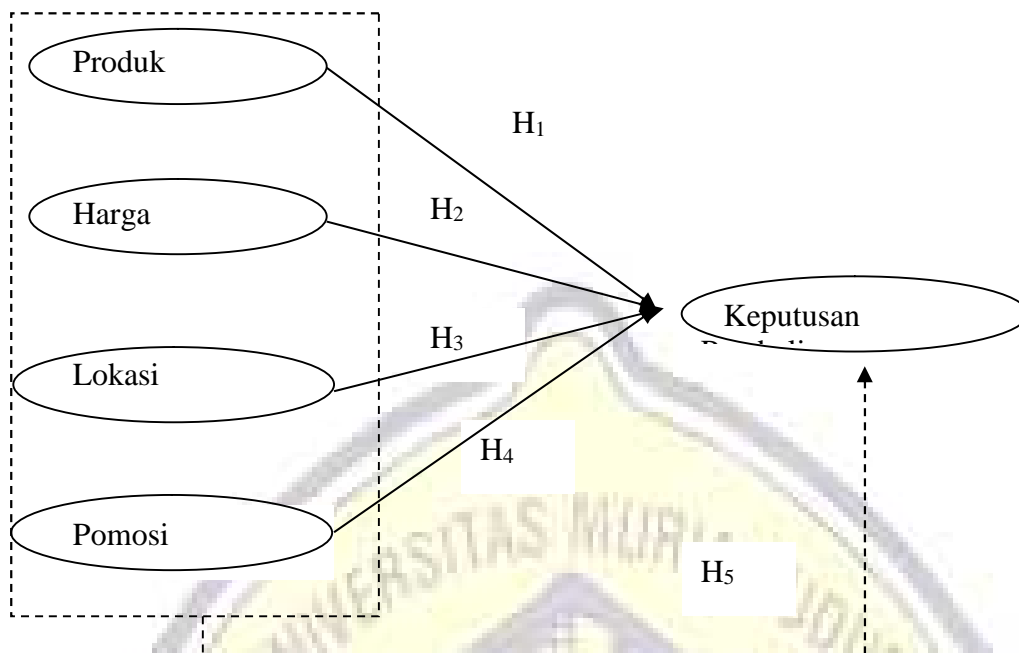 Produk
H₁
Harga
H₂
Keputusan
Lokasi
H₃
H₄
Pomosi
H₅